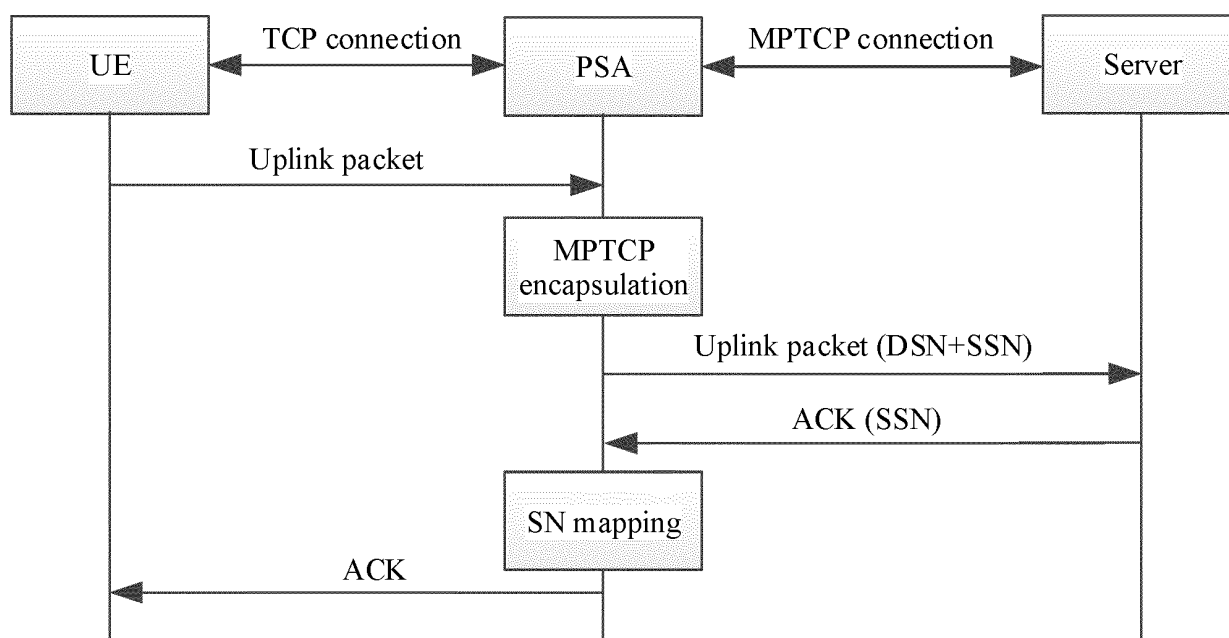 UE
TCP connection
PSA
MPTCP connection
Server
Uplink packet
MPTCP
encapsulation
Uplink packet (DSN+SSN)
ACK (SSN)
SN mapping
ACK